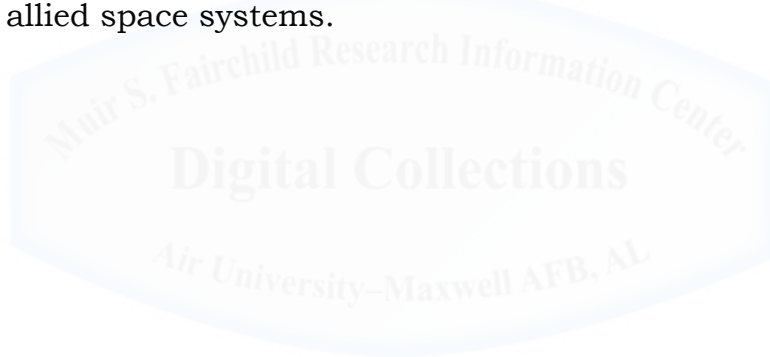 allied space systems.
Muir S. Fairchild Research Information Center
Digital Collections
Air University–Maxwell AFB, AL